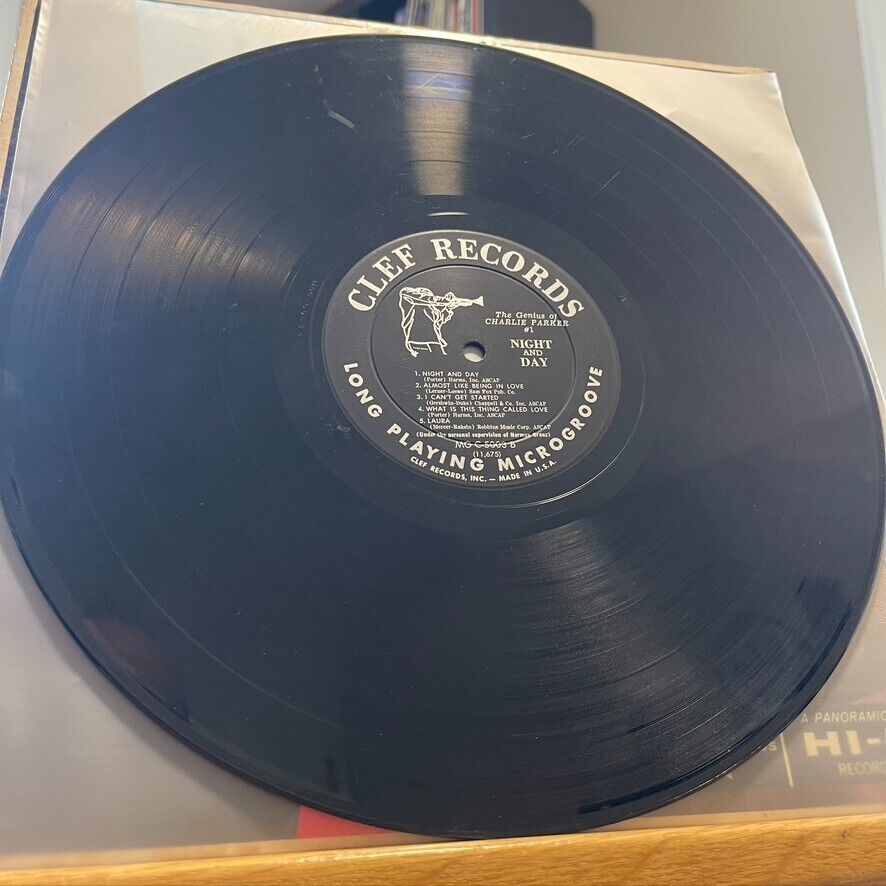 CLEF RECORDS
The Genius of
CHARLIE PARKER
#1
NIGHT
AND
DAY
1. NIGHT AND DAY
(Porter) Harms, Inc. ASCAP
2. ALMOST LIKE BEING IN LOVE
(Lerner-Loewe) Sam Fox Pub. Co.
3. I CAN'T GET STARTED
(Gershwin-Duke) Chappell & Co. Inc. ASCAP
4. WHAT IS THIS THING CALLED LOVE
(Porter) Harms, Inc. ASCAP
5. LAURA
(Mercer-Raksin) Robbins Music Corp. ASCAP
(Under the personal supervision of Norman Granz)
MG C-5003 B
(11,675)
LONG PLAYING MICROGROOVE
CLEF RECORDS, INC. — MADE IN U.S.A.
A PANORAMIC
HI-
RECORD